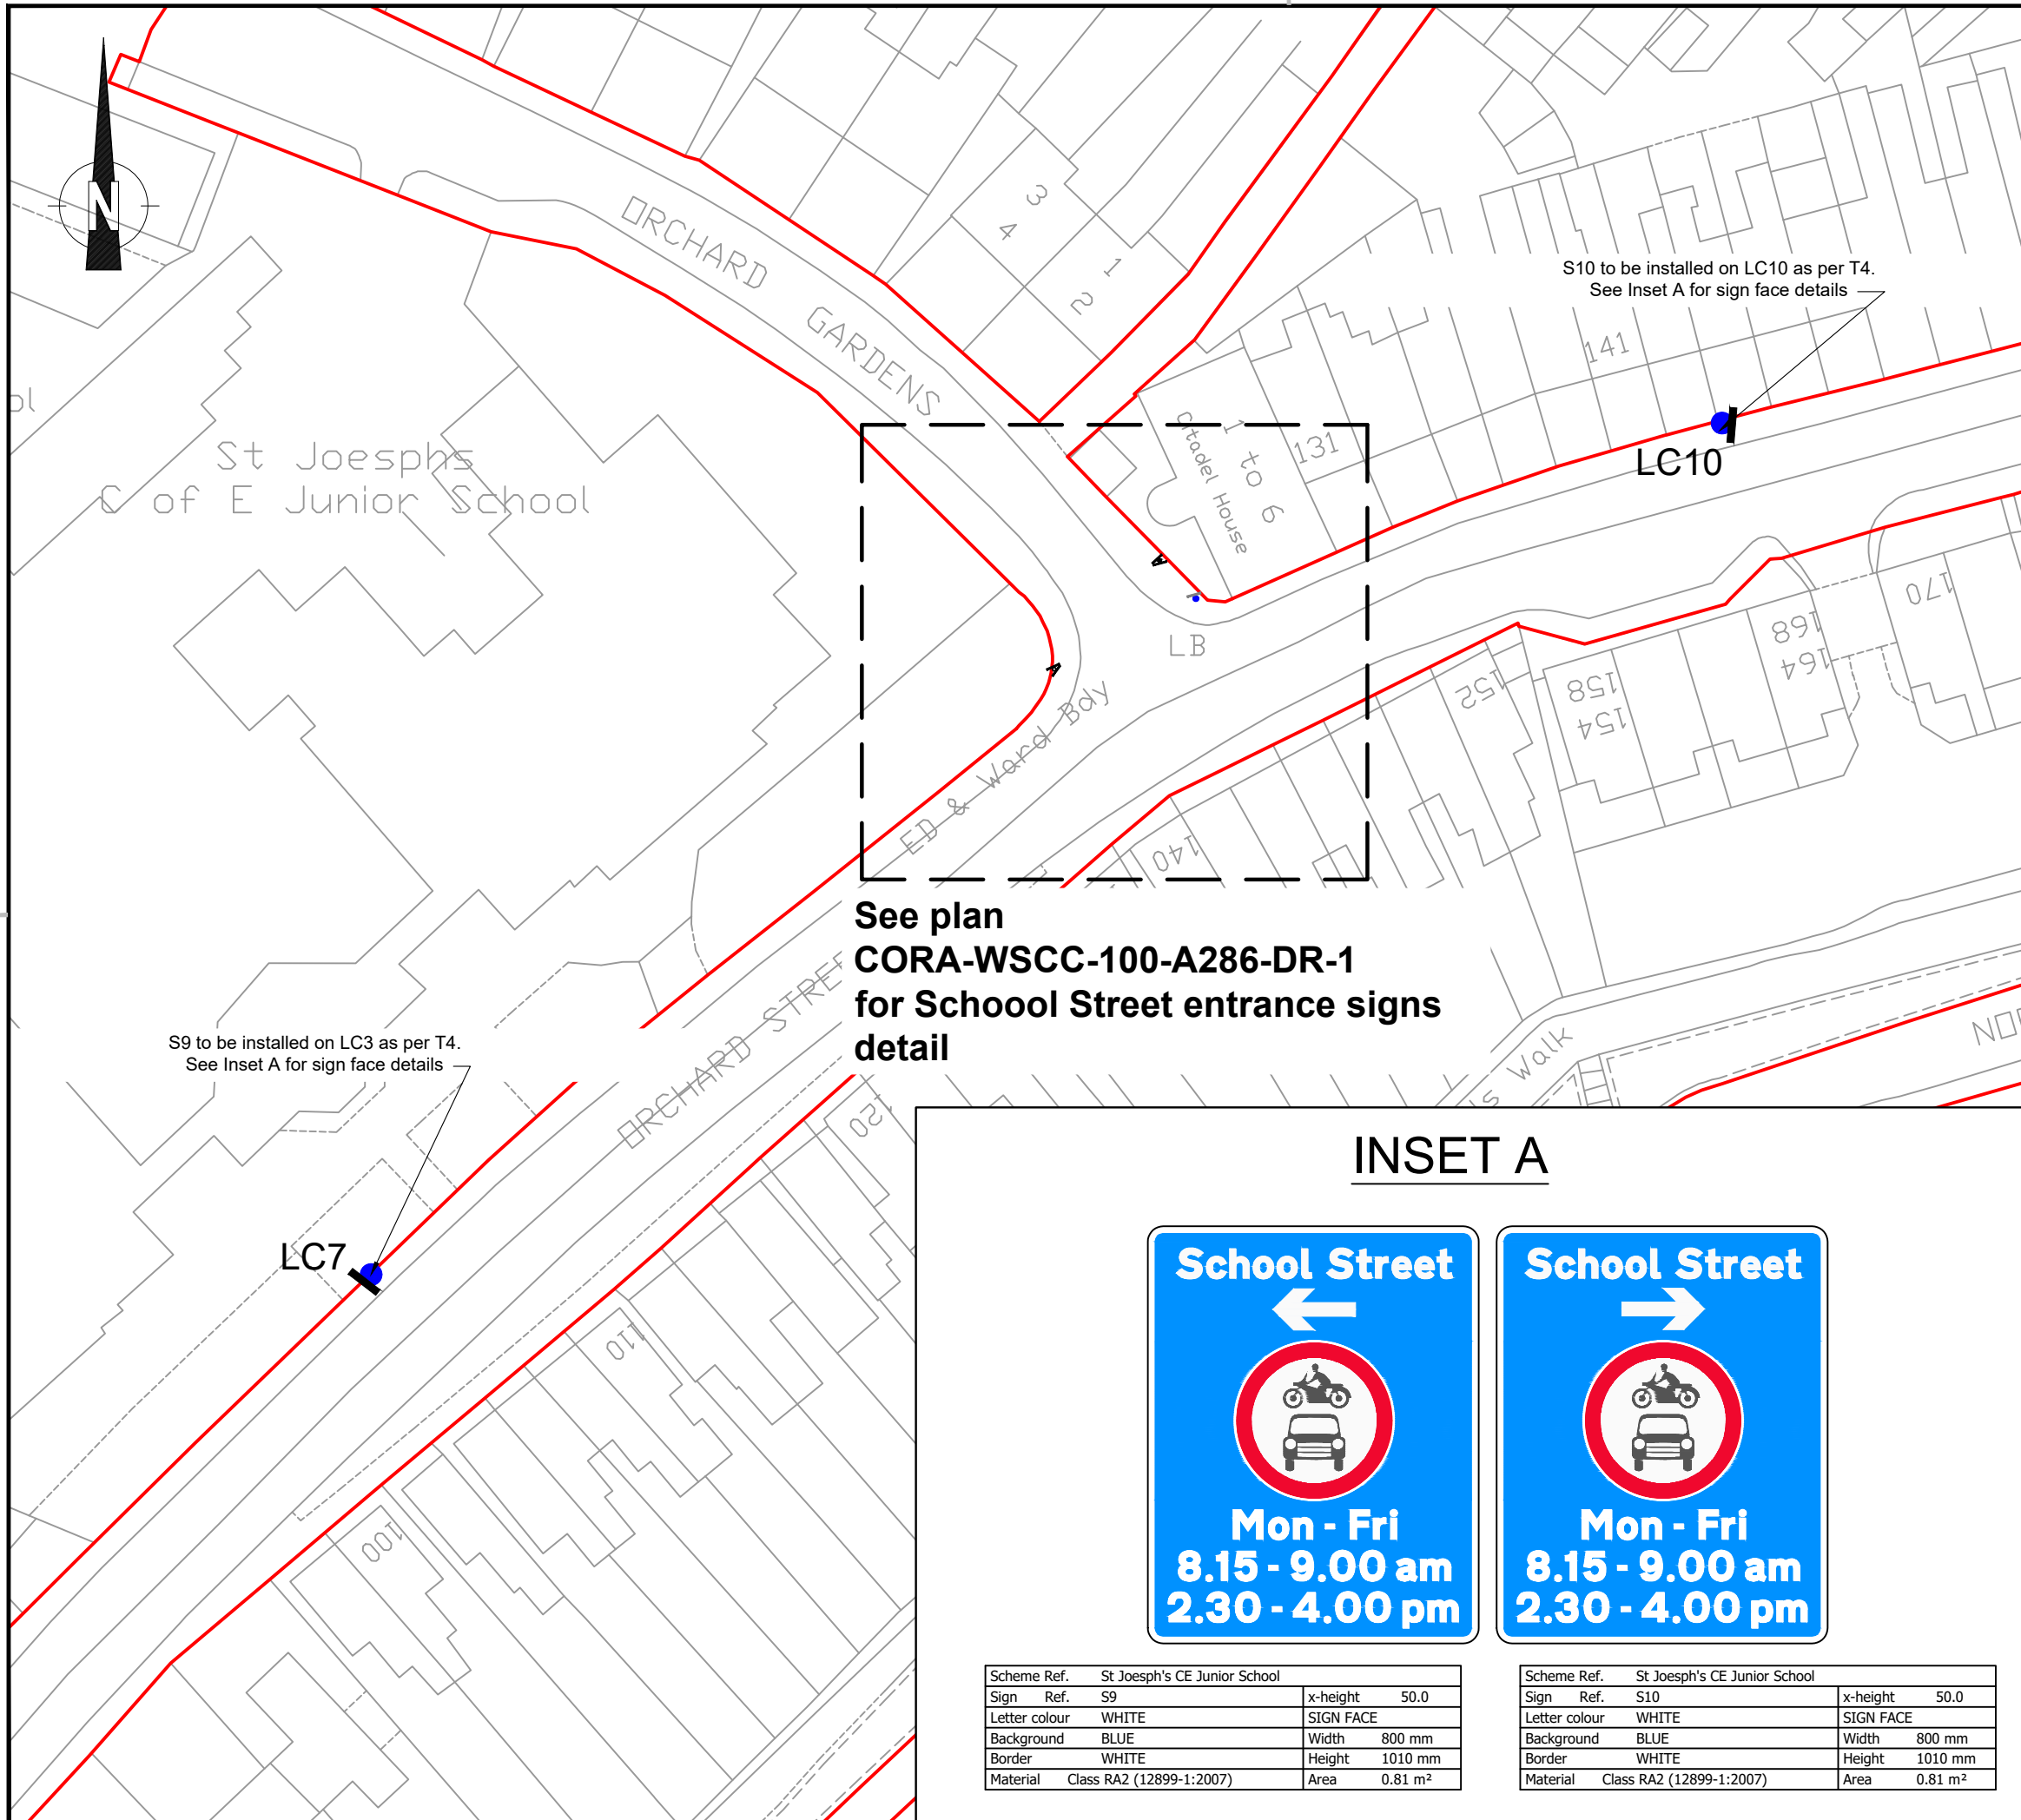 N
ORCHARD GARDENS
3
4
1
2
S10 to be installed on LC10 as per T4.
See Inset A for sign face details
141
131
1 to 6
Citadel House
LC10
ol
St Joesphs
C of E Junior School
A
A
LB
170
168
164
158
154
152
140
ED & Ward Bdy
See plan
CORA-WSCC-100-A286-DR-1
for Schoool Street entrance signs
detail
S9 to be installed on LC3 as per T4.
See Inset A for sign face details
ORCHARD STREE
s Walk
120
LC7
110
100
INSET A
School Street
Mon - Fri
8.15 - 9.00 am
2.30 - 4.00 pm
School Street
Mon - Fri
8.15 - 9.00 am
2.30 - 4.00 pm
Scheme Ref. St Joesph's CE Junior School
Sign Ref. S9 x-height 50.0
Letter colour WHITE SIGN FACE
Background BLUE Width 800 mm
Border WHITE Height 1010 mm
Material Class RA2 (12899-1:2007) Area 0.81 m²
Scheme Ref. St Joesph's CE Junior School
Sign Ref. S10 x-height 50.0
Letter colour WHITE SIGN FACE
Background BLUE Width 800 mm
Border WHITE Height 1010 mm
Material Class RA2 (12899-1:2007) Area 0.81 m²